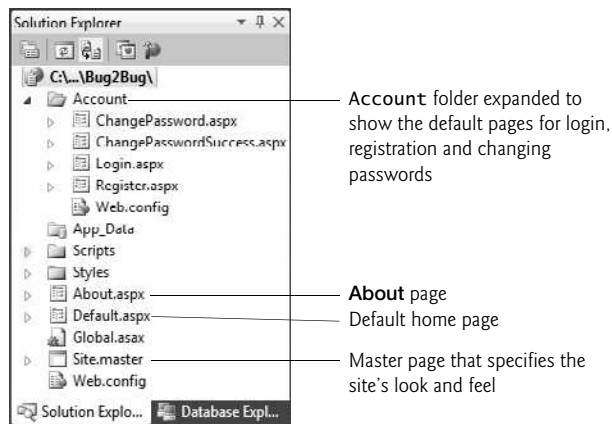 Solution Explorer
C:\...\Bug2Bug\
Account
ChangePassword.aspx
ChangePasswordSuccess.aspx
Login.aspx
Register.aspx
Web.config
App_Data
Scripts
Styles
About.aspx
Default.aspx
Global.asax
Site.master
Web.config
Solution Explo...
Database Expl...
Account folder expanded to
show the default pages for login,
registration and changing
passwords
About page
Default home page
Master page that specifies the
site’s look and feel